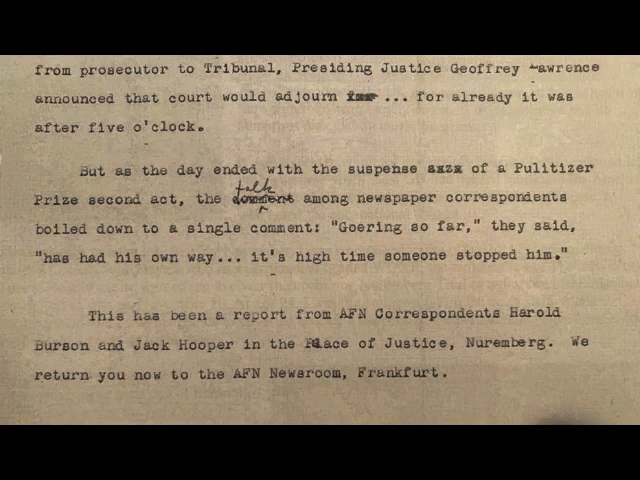 from prosecutor to Tribunal, Presiding Justice Geoffrey Lawrence
announced that court would adjourn ... for already it was
after five o'clock.
But as the day ended with the suspense of a Pulitizer
talk
Prize second act, the comment among newspaper correspondents
boiled down to a single comment: "Goering so far," they said,
"has had his own way... it's high time someone stopped him."
This has been a report from AFN Correspondents Harold
Burson and Jack Hooper in the Place of Justice, Nuremberg. We
return you now to the AFN Newsroom, Frankfurt.